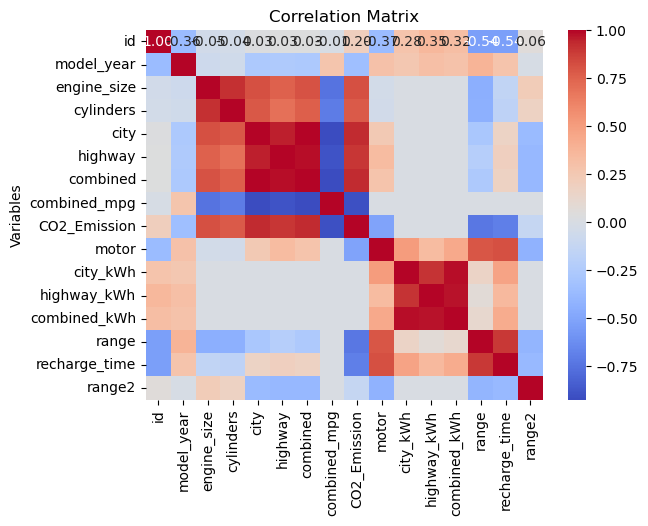 Correlation Matrix
id 1.00 -0.36 -0.05 -0.04 0.03 0.03 0.03 -0.01 0.20 -0.37 0.28 0.35 0.32 -0.54 -0.54 0.06
model_year
engine_size
cylinders
city
highway
combined
combined_mpg
CO2_Emission
motor
city_kWh
highway_kWh
combined_kWh
range
recharge_time
range2
Variables
1.00
0.75
0.50
0.25
0.00
−0.25
−0.50
−0.75
id
model_year
engine_size
cylinders
city
highway
combined
combined_mpg
CO2_Emission
motor
city_kWh
highway_kWh
combined_kWh
range
recharge_time
range2